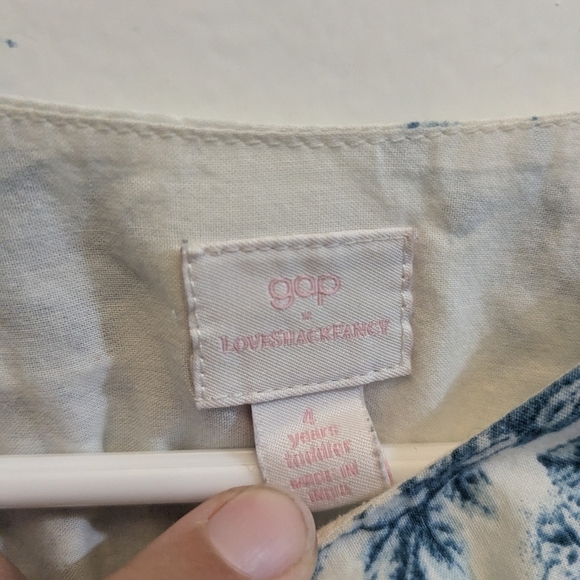 gap
×
LOVESHACKFANCY
4
years
toddler
MADE IN
INDIA